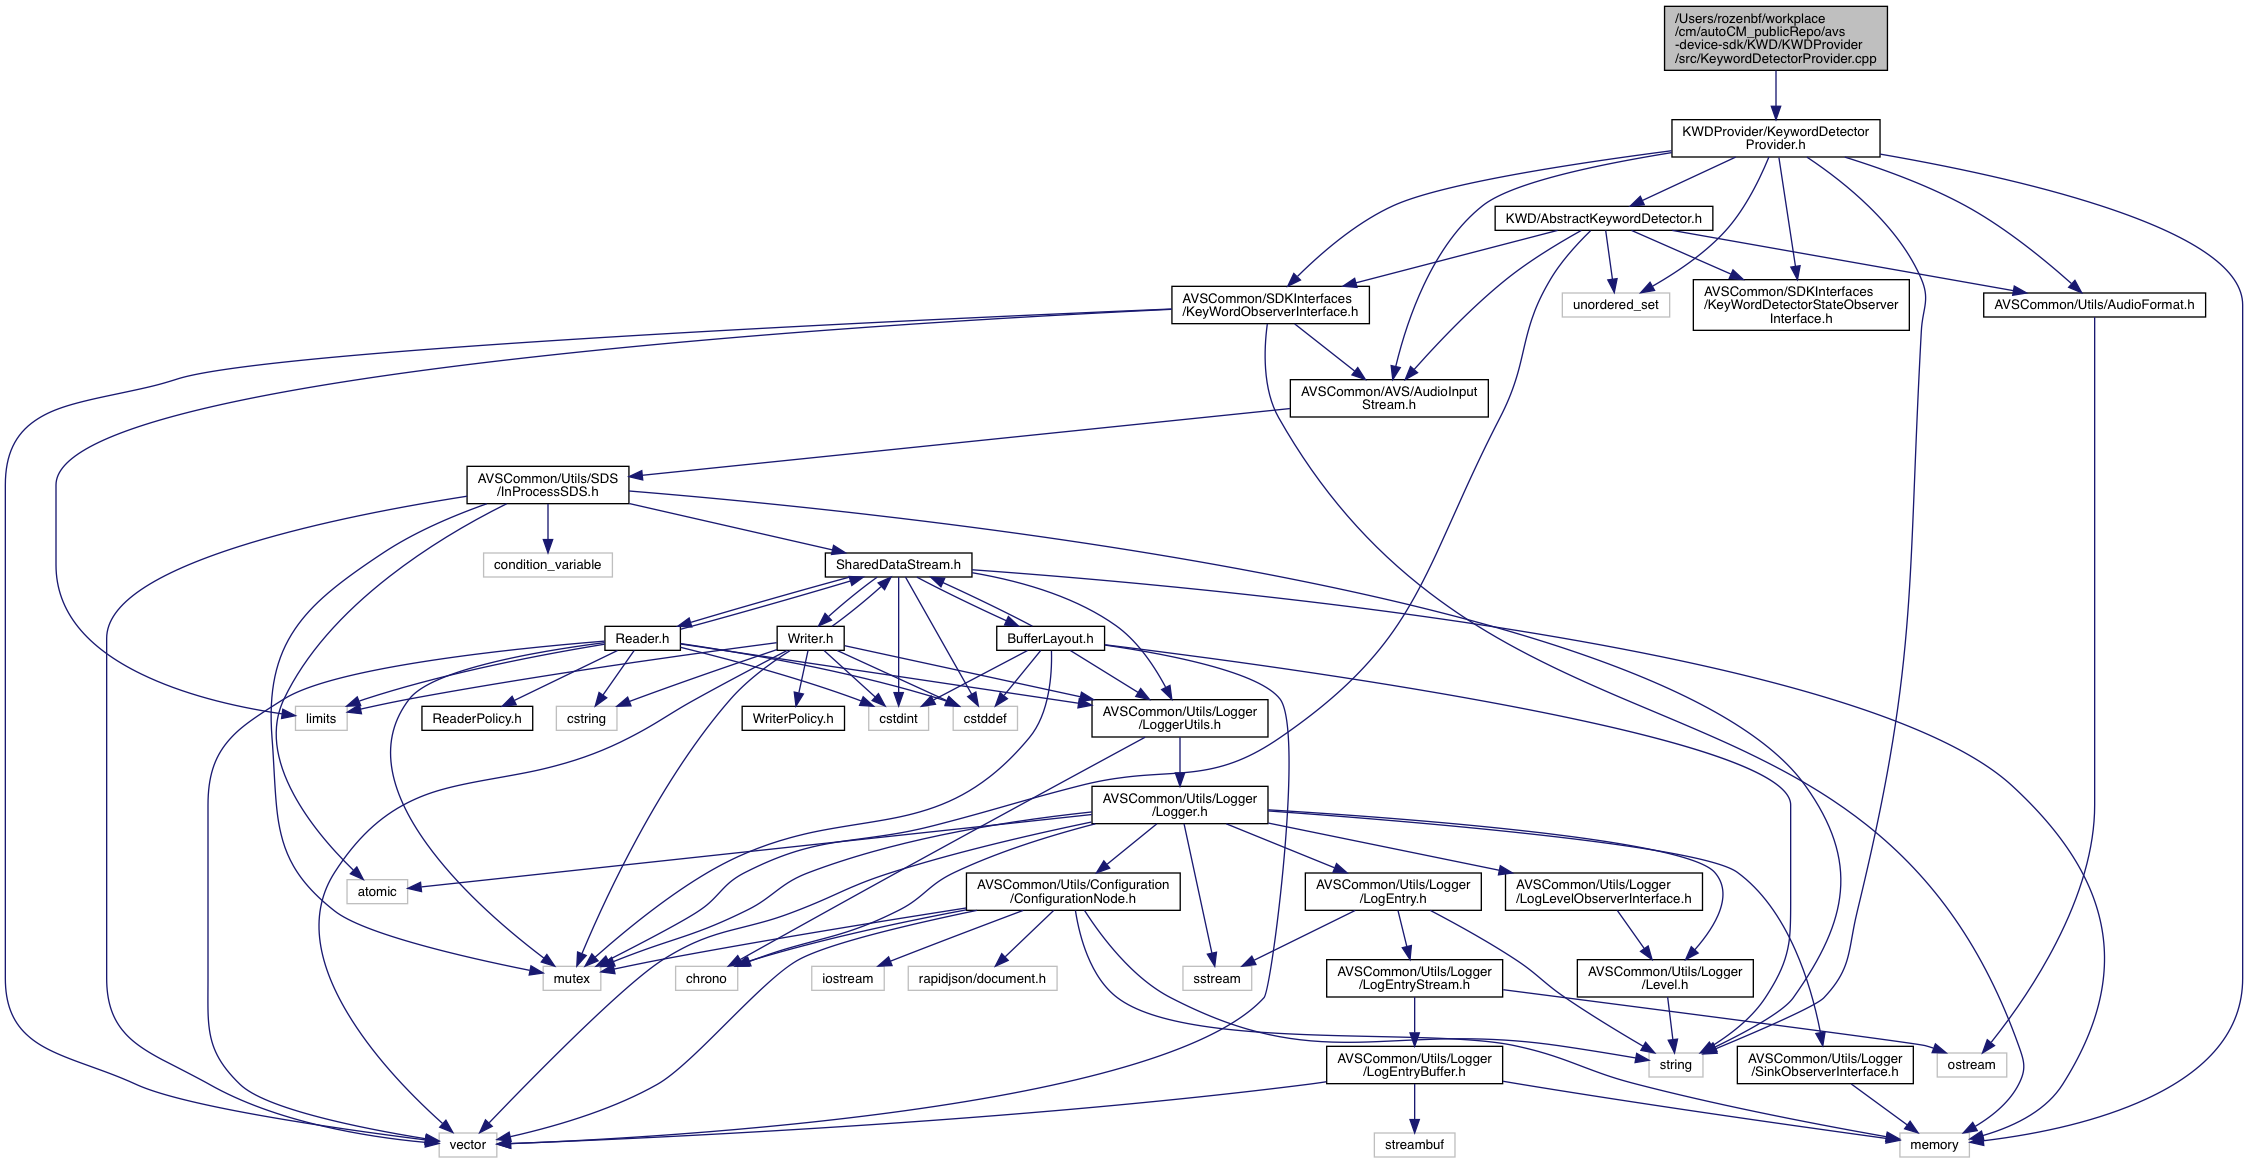 /Users/rozenbf/workplace
/cm/autoCM_publicRepo/avs
-device-sdk/KWD/KWDProvider
/src/KeywordDetectorProvider.cpp
KWDProvider/KeywordDetector
Provider.h
KWD/AbstractKeywordDetector.h
AVSCommon/SDKInterfaces
/KeyWordObserverInterface.h
unordered_set
AVSCommon/SDKInterfaces
/KeyWordDetectorStateObserver
Interface.h
AVSCommon/Utils/AudioFormat.h
AVSCommon/AVS/AudioInput
Stream.h
AVSCommon/Utils/SDS
/InProcessSDS.h
condition_variable
SharedDataStream.h
Reader.h
Writer.h
BufferLayout.h
limits
ReaderPolicy.h
cstring
WriterPolicy.h
cstdint
cstddef
AVSCommon/Utils/Logger
/LoggerUtils.h
AVSCommon/Utils/Logger
/Logger.h
atomic
AVSCommon/Utils/Configuration
/ConfigurationNode.h
AVSCommon/Utils/Logger
/LogEntry.h
AVSCommon/Utils/Logger
/LogLevelObserverInterface.h
mutex
chrono
iostream
rapidjson/document.h
sstream
AVSCommon/Utils/Logger
/LogEntryStream.h
AVSCommon/Utils/Logger
/Level.h
AVSCommon/Utils/Logger
/LogEntryBuffer.h
string
AVSCommon/Utils/Logger
/SinkObserverInterface.h
ostream
vector
streambuf
memory